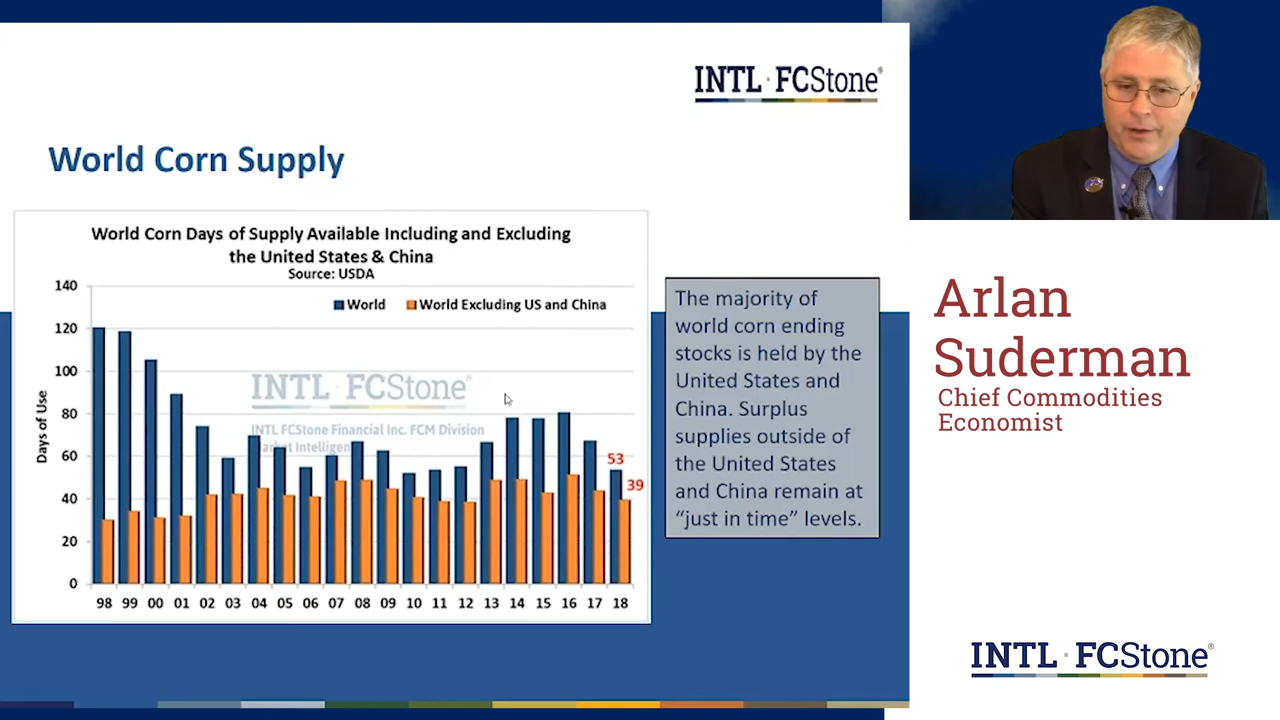 INTL FCStone®
World Corn Supply
World Corn Days of Supply Available Including and Excluding
the United States & China
Source: USDA
Days of Use
140
120
100
80
60
40
20
0
World
World Excluding US and China
INTL FCStone®
INTL FCStone Financial Inc. FCM Division
Market Intelligen
53
39
98 99 00 01 02 03 04 05 06 07 08 09 10 11 12 13 14 15 16 17 18
The majority of
world corn ending
stocks is held by the
United States and
China. Surplus
supplies outside of
the United States
and China remain at
“just in time” levels.
Arlan
Suderman
Chief Commodities
Economist
INTL FCStone®